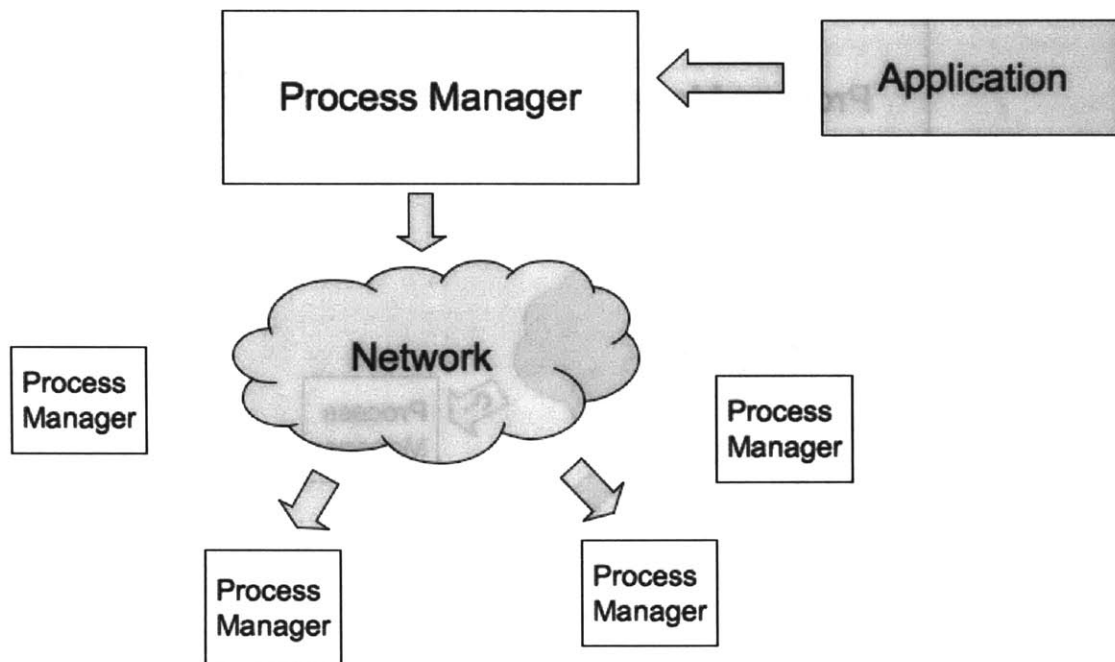 Process Manager
Application
Network
Process
Manager
Process
Manager
Process
Manager
Process
Manager